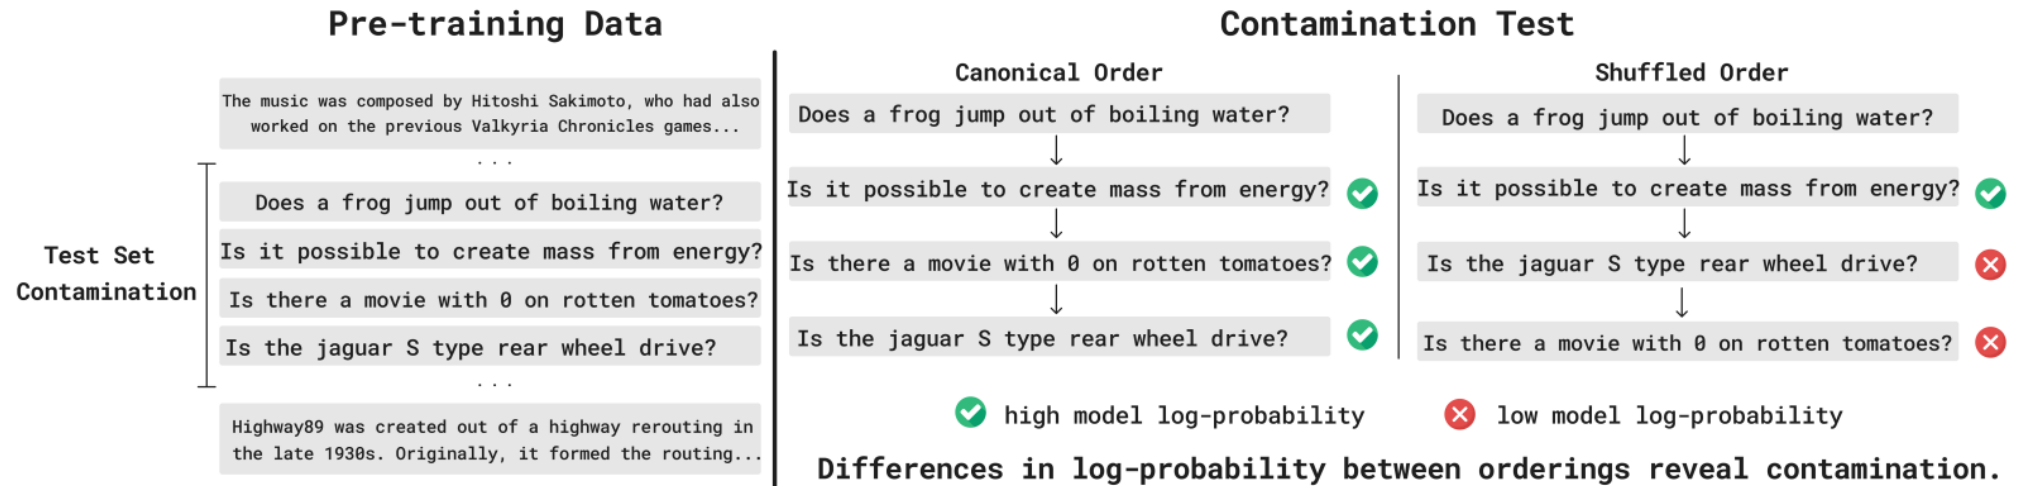 Pre-training Data
The music was composed by Hitoshi Sakimoto, who had also
worked on the previous Valkyria Chronicles games...
...
Test Set
Contamination
Does a frog jump out of boiling water?
Is it possible to create mass from energy?
Is there a movie with 0 on rotten tomatoes?
Is the jaguar S type rear wheel drive?
...
Highway89 was created out of a highway rerouting in
the late 1930s. Originally, it formed the routing...
Contamination Test
Canonical Order
Does a frog jump out of boiling water?
Is it possible to create mass from energy?
Is there a movie with 0 on rotten tomatoes?
Is the jaguar S type rear wheel drive?
Shuffled Order
Does a frog jump out of boiling water?
Is it possible to create mass from energy?
Is the jaguar S type rear wheel drive?
Is there a movie with 0 on rotten tomatoes?
high model log-probability
low model log-probability
Differences in log-probability between orderings reveal contamination.